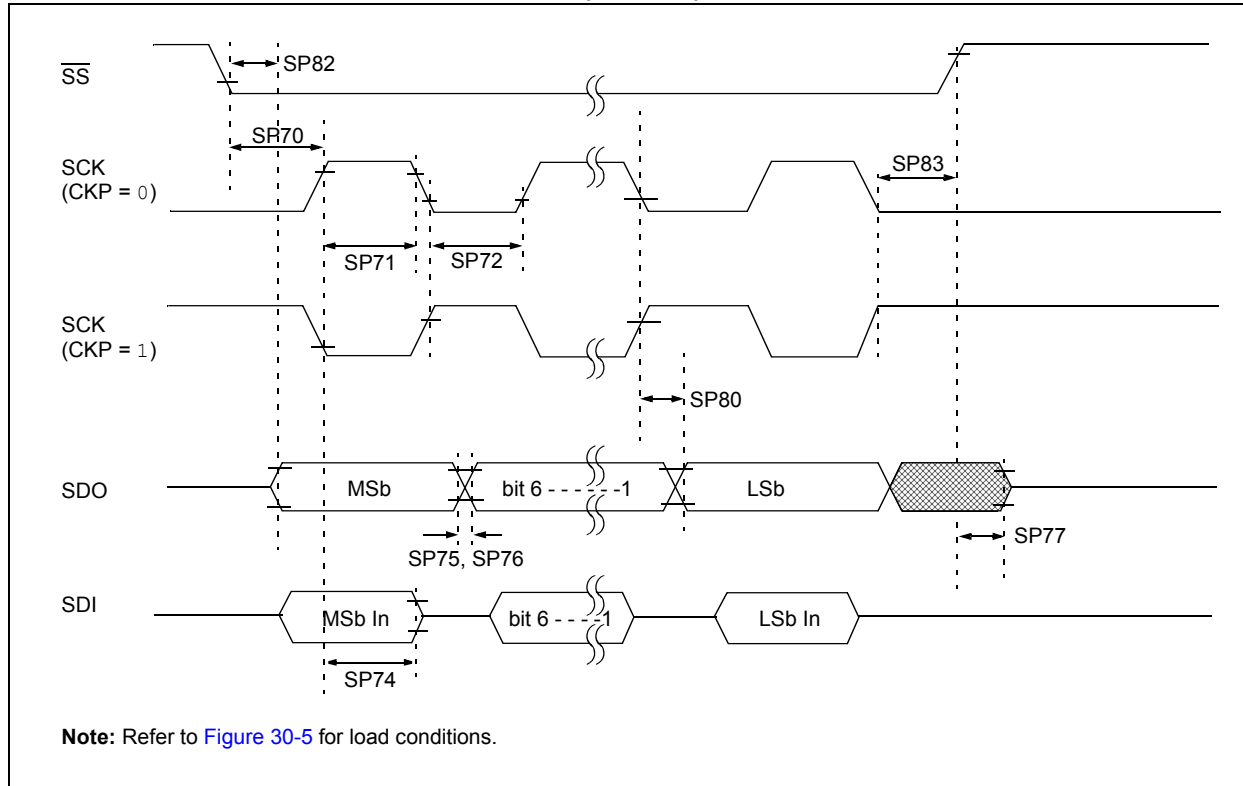 SS
SP82
SP70
SCK
(CKP = 0)
SP83
SP71
SP72
SCK
(CKP = 1)
SP80
SDO
MSb
bit 6 - - - - - -1
LSb
SP75, SP76
SP77
SDI
MSb In
bit 6 - - - -1
LSb In
SP74
Note: Refer to Figure 30-5 for load conditions.